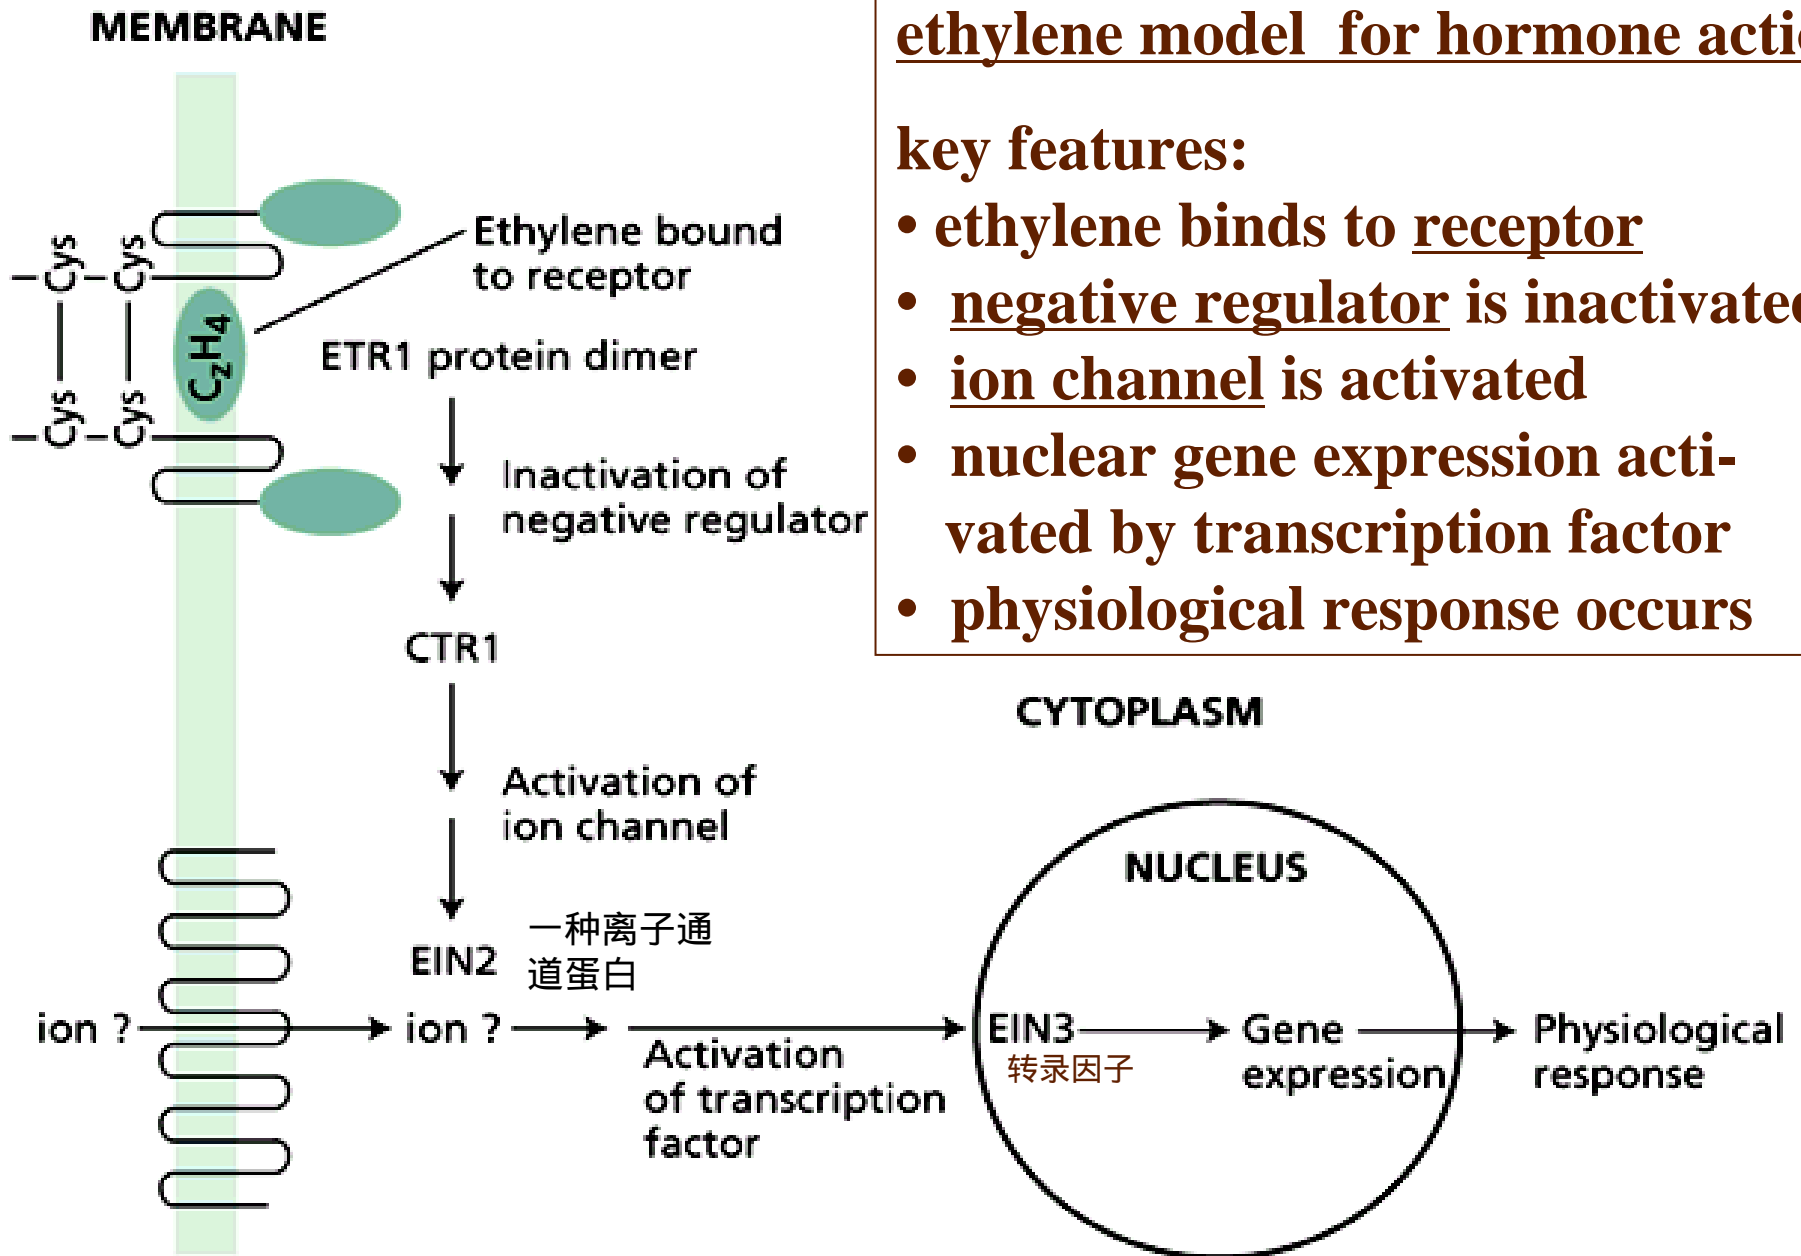 MEMBRANE
ethylene model for hormone acti
key features:
• ethylene binds to receptor
• negative regulator is inactivated
• ion channel is activated
• nuclear gene expression acti-
vated by transcription factor
• physiological response occurs
Ethylene bound
to receptor
-Cys-Cys
C2H4
-Cys-Cys
ETR1 protein dimer
Inactivation of
negative regulator
CTR1
CYTOPLASM
Activation of
ion channel
NUCLEUS
EIN2
一种离子通
道蛋白
ion ?
ion ?
Activation
of transcription
factor
EIN3
转录因子
Gene
expression
Physiological
response